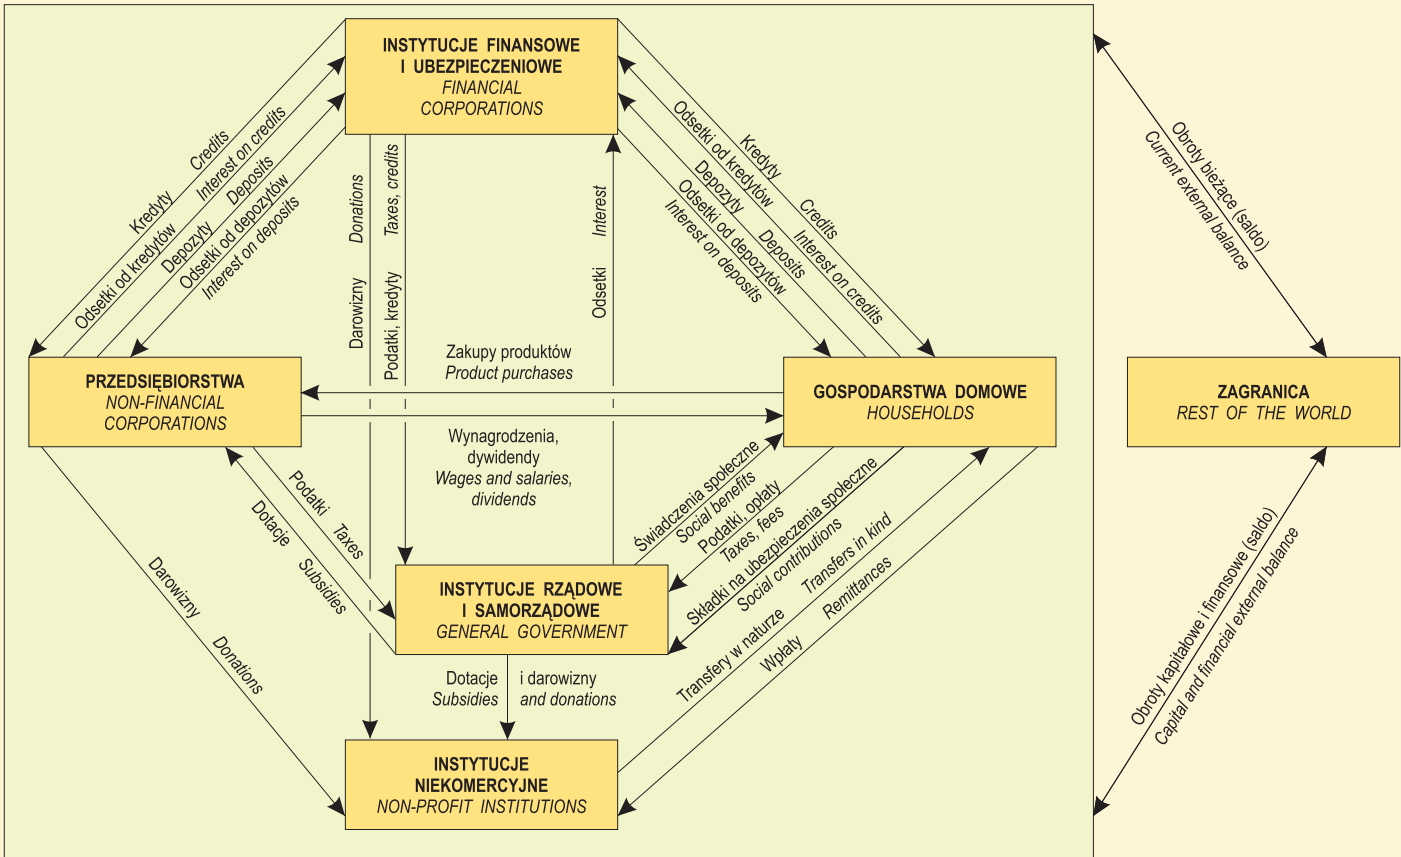 INSTYTUCJE FINANSOWE
I UBEZPIECZENIOWE
FINANCIAL
CORPORATIONS
Kredyty Credits
Odsetki od kredytów Interest on credits
Depozyty Deposits
Odsetki od depozytów
Interest on deposits
Darowizny Donations
Podatki, kredyty Taxes, credits
Odsetki Interest
Kredyty Credits
Odsetki od kredytów Interest on credits
Depozyty Deposits
Odsetki od depozytów
Interest on deposits
Obroty bieżące (saldo)
Current external balance
PRZEDSIĘBIORSTWA
NON-FINANCIAL
CORPORATIONS
Zakupy produktów
Product purchases
Wynagrodzenia,
dywidendy
Wages and salaries,
dividends
GOSPODARSTWA DOMOWE
HOUSEHOLDS
ZAGRANICA
REST OF THE WORLD
Podatki Taxes
Dotacje Subsidies
Darowizny Donations
Świadczenia społeczne
Social benefits
Podatki, opłaty
Taxes, fees
Składki na ubezpieczenia społeczne
Social contributions
Transfery w naturze Transfers in kind
Wpłaty Remittances
INSTYTUCJE RZĄDOWE
I SAMORZĄDOWE
GENERAL GOVERNMENT
Dotacje i darowizny
Subsidies and donations
INSTYTUCJE
NIEKOMERCYJNE
NON-PROFIT INSTITUTIONS
Obroty kapitałowe i finansowe (saldo)
Capital and financial external balance